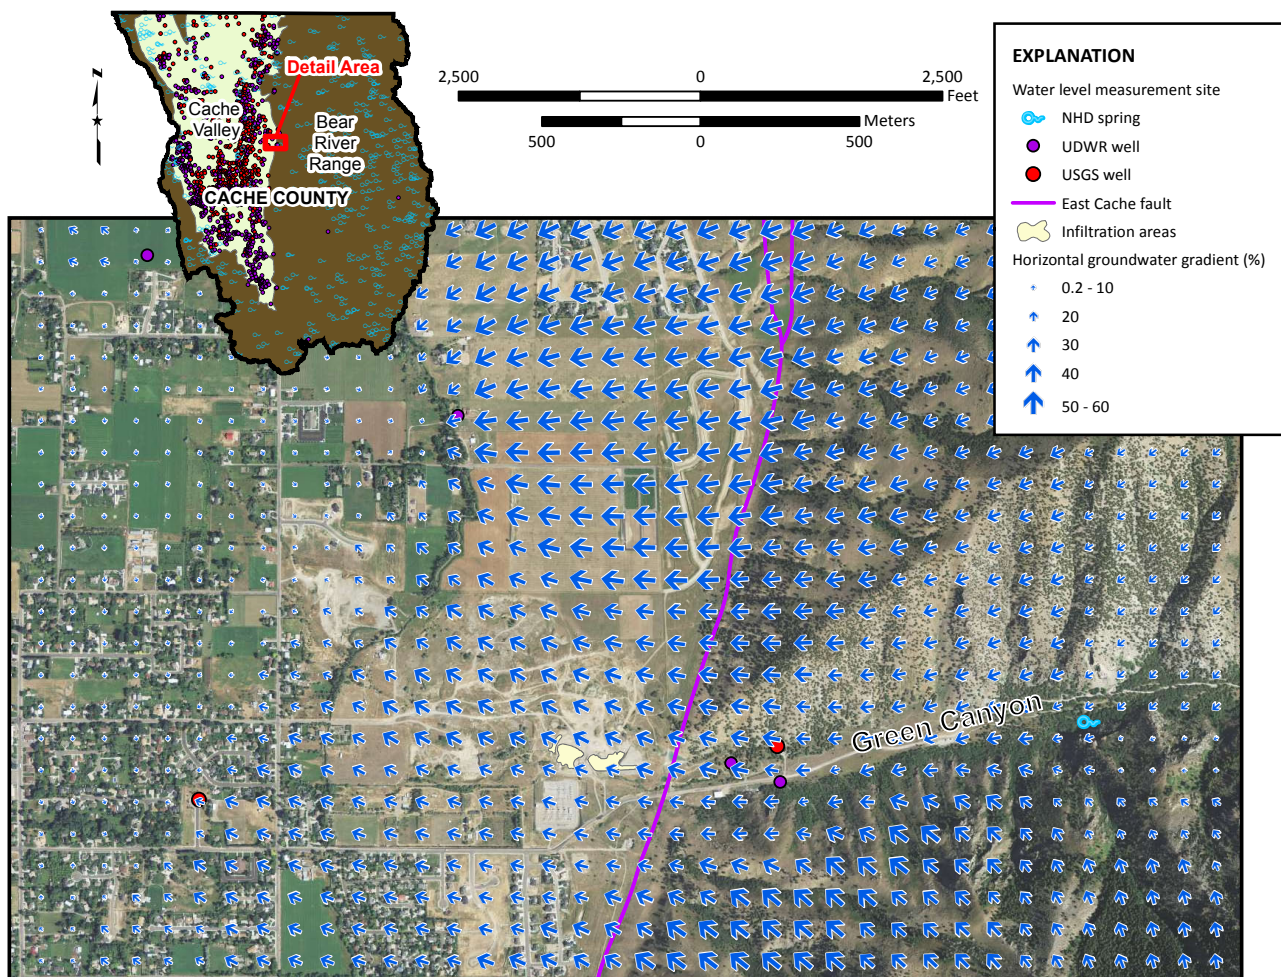 N
Detail Area
Cache
Valley
Bear
River
Range
CACHE COUNTY
2,500 0 2,500
Feet
Meters
500 0 500
EXPLANATION
Water level measurement site
NHD spring
UDWR well
USGS well
East Cache fault
Infiltration areas
Horizontal groundwater gradient (%)
0.2 - 10
20
30
40
50 - 60
Green Canyon